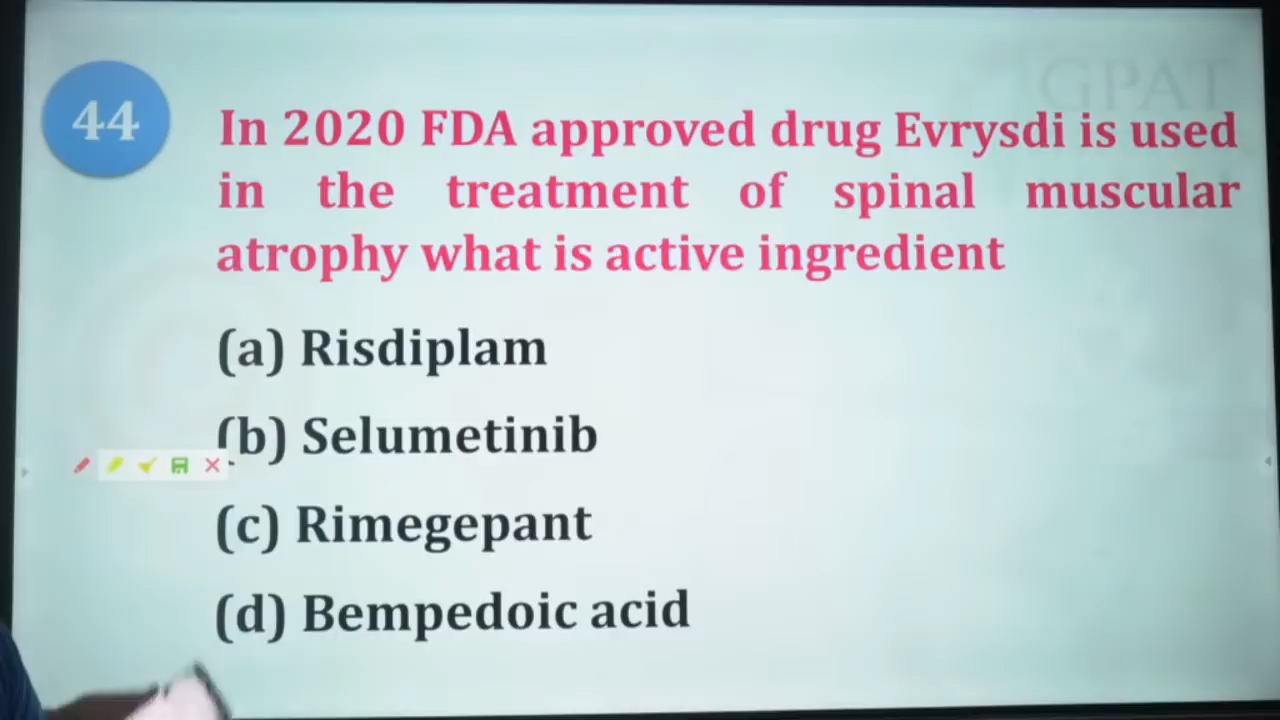 GPAT
44
In 2020 FDA approved drug Evrysdi is used
in the treatment of spinal muscular
atrophy what is active ingredient
(a) Risdiplam
(b) Selumetinib
(c) Rimegepant
(d) Bempedoic acid